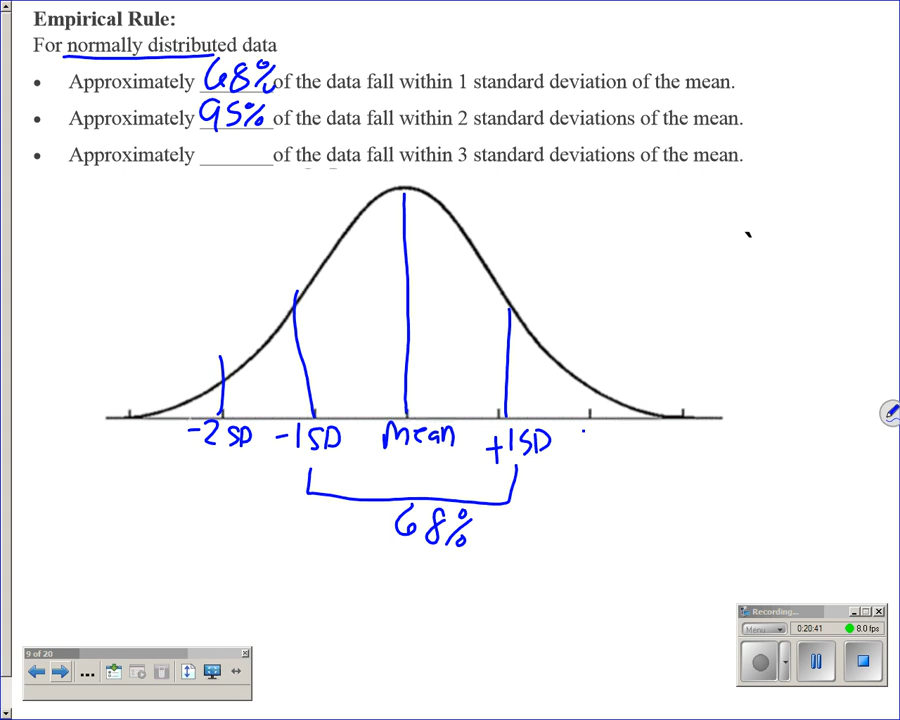 Empirical Rule:
For normally distributed data
• Approximately 68% of the data fall within 1 standard deviation of the mean.
• Approximately 95% of the data fall within 2 standard deviations of the mean.
• Approximately ________ of the data fall within 3 standard deviations of the mean.
-2SD -1SD mean +1SD
68%
Recording...
Menu 0:20:41 8.0 fps
9 of 20